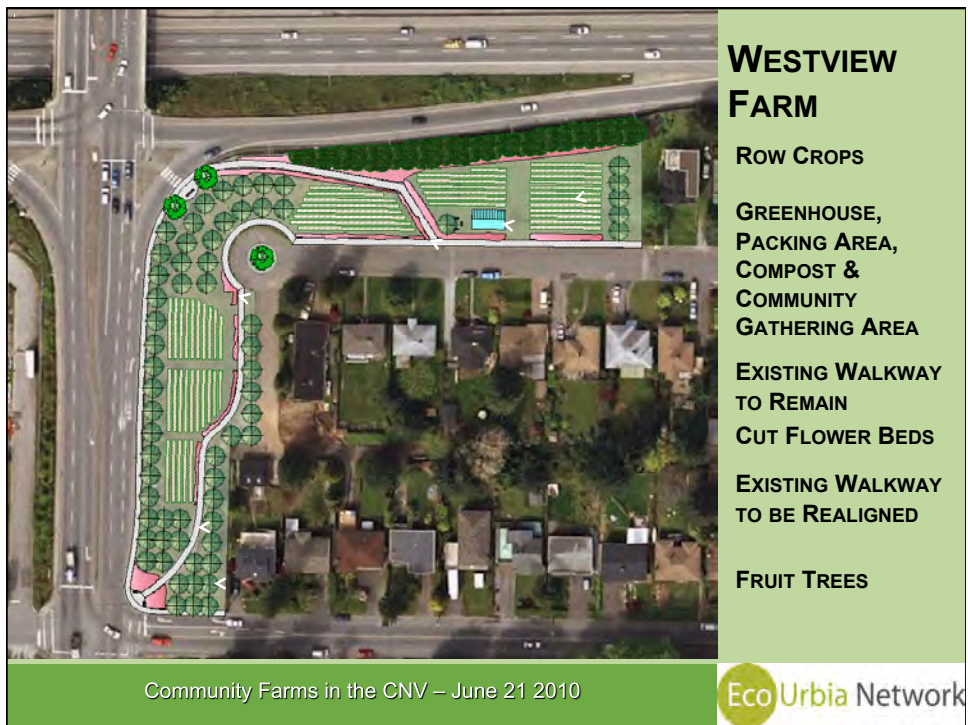 WESTVIEW
FARM
ROW CROPS
GREENHOUSE,
PACKING AREA,
COMPOST &
COMMUNITY
GATHERING AREA
EXISTING WALKWAY
TO REMAIN
CUT FLOWER BEDS
EXISTING WALKWAY
TO BE REALIGNED
FRUIT TREES
Community Farms in the CNV – June 21 2010
EcoUrbia Network